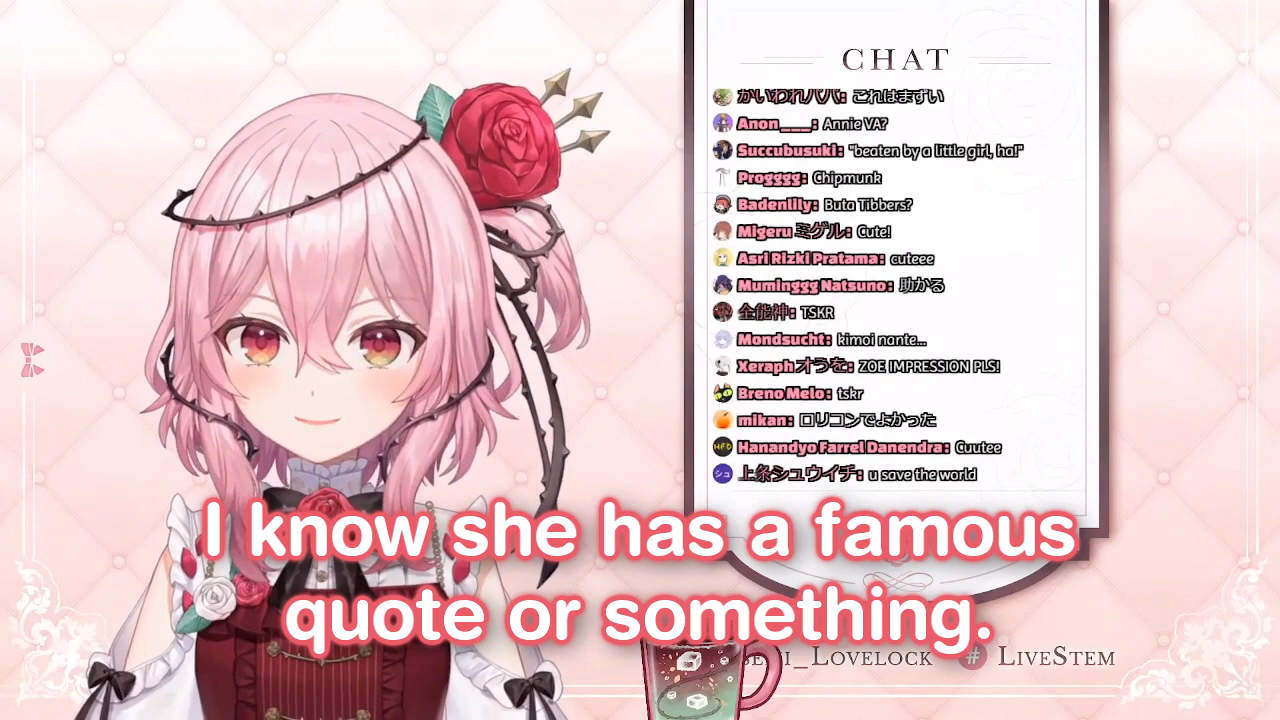 CHAT
かいわれパパ: これはまずい
Anon___: Annie VA?
Succubusuki: "beaten by a little girl, ha!"
Progggg: Chipmunk
Badenlily: Buta Tibbers?
Migeru ミゲル: Cute!
Asri Rizki Pratama: cuteee
Muminggg Natsuno: 助かる
全能神: TSKR
Mondsucht: kimoi nante...
Xeraph オラを: ZOE IMPRESSION PLS!
Breno Melo: tskr
mikan: ロリコンでよかった
Hanandyo Farrel Danendra: Cuutee
上条シュウイチ: u save the world
I know she has a famous
quote or something.
_Lovelock # LiveStem